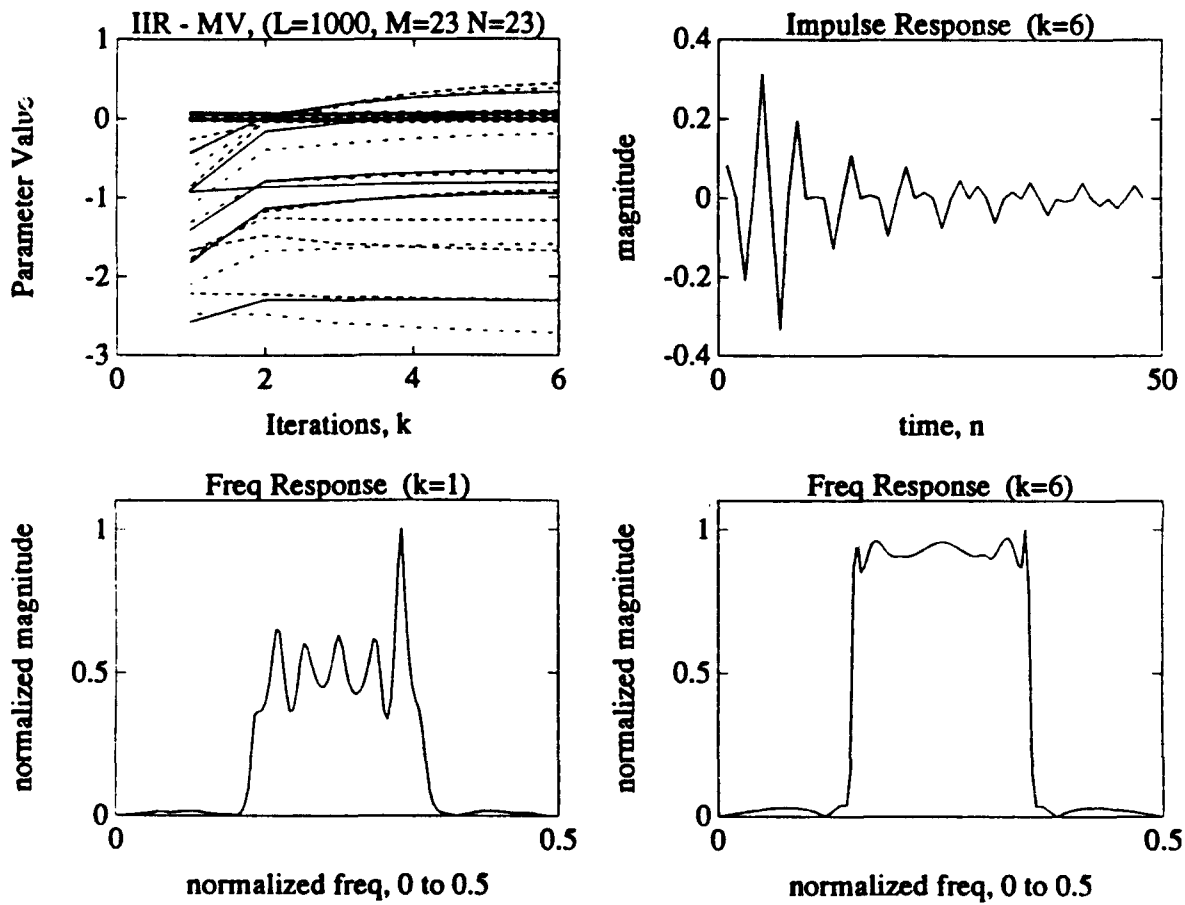 IIR - MV, (L=1000, M=23 N=23)
1
0
-1
-2
-3
Parameter Value
0
2
4
6
Iterations, k
Impulse Response (k=6)
0.4
0.2
0
-0.2
-0.4
magnitude
0
50
time, n
Freq Response (k=1)
1
0.5
0
normalized magnitude
0
0.5
normalized freq, 0 to 0.5
Freq Response (k=6)
1
0.5
0
normalized magnitude
0
0.5
normalized freq, 0 to 0.5